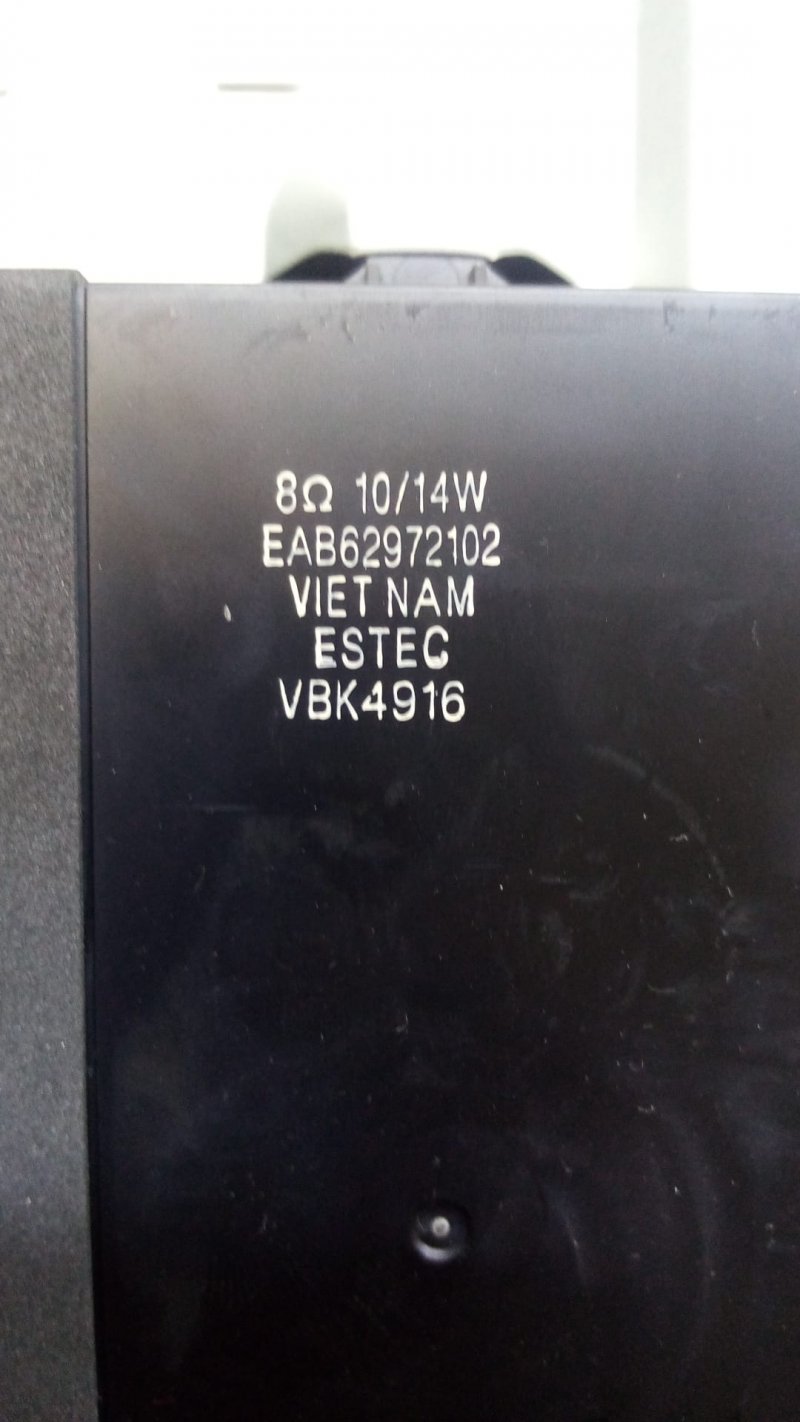 8Ω 10/14W
EAB62972102
VIET NAM
ESTEC
VBK4916